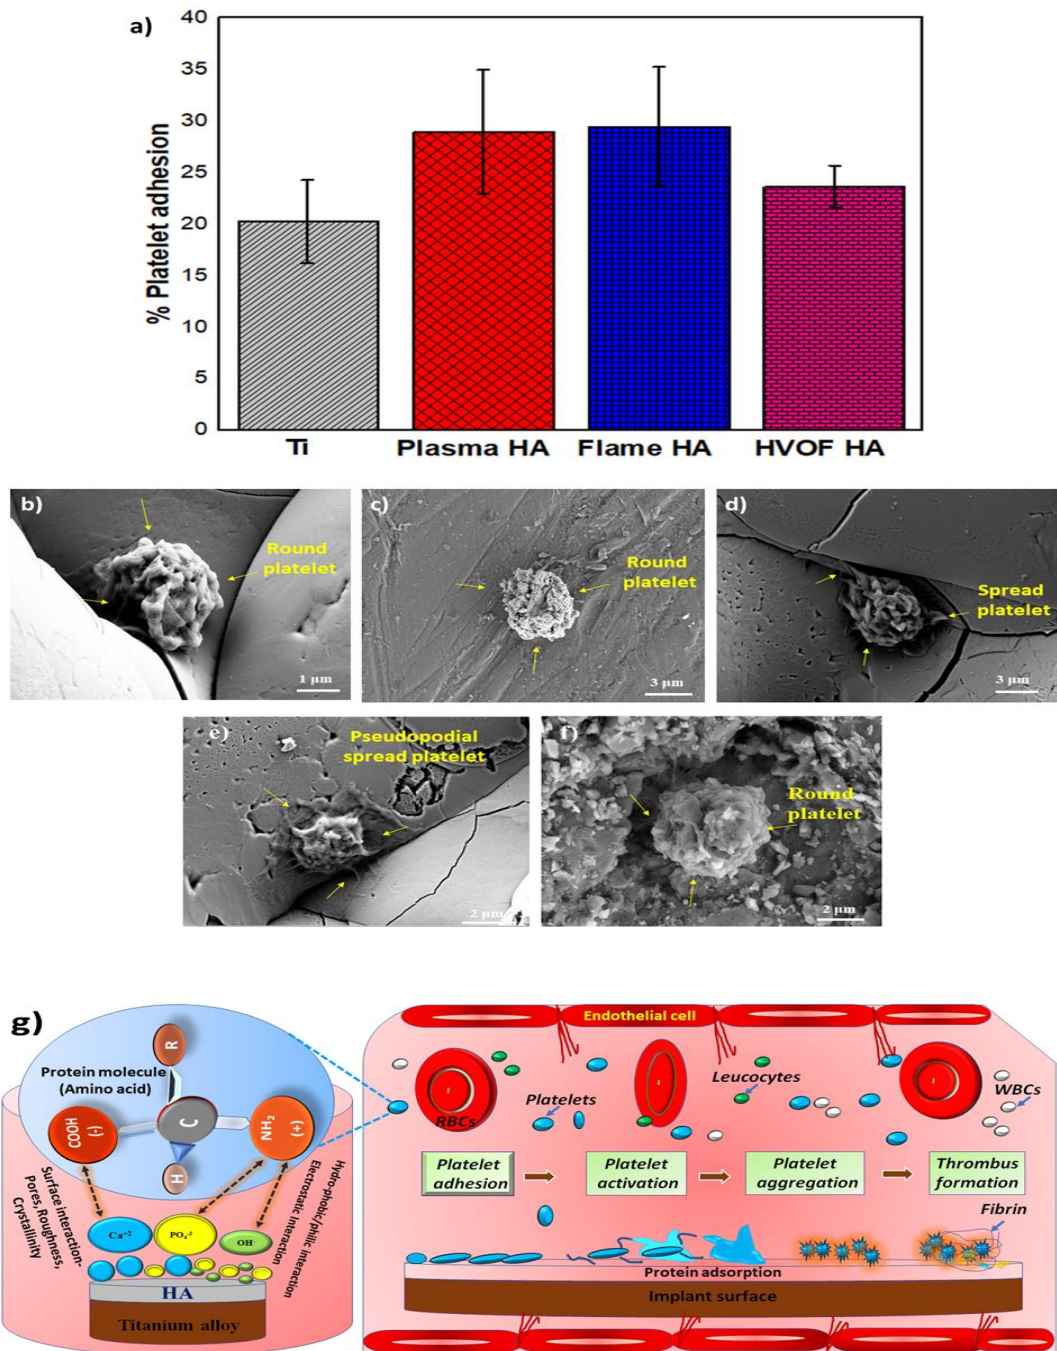 a)
40
35
30
25
20
15
10
5
0
% Platelet adhesion
Ti
Plasma HA
Flame HA
HVOF HA
b)
Round
platelet
1 μm
c)
Round
platelet
3 μm
d)
Spread
platelet
3 μm
e)
Pseudopodial
spread platelet
2 μm
f)
Round
platelet
2 μm
g)
Protein molecule
(Amino acid)
R
C
H
COOH
(-)
NH2
(+)
Surface interaction-
Pores, Roughness,
Crystallinity
Hydro-phobic/philic interaction
Electrostatic Interaction
Ca+2
PO4-3
OH-
HA
Titanium alloy
Endothelial cell
RBCs
Platelets
Leucocytes
WBCs
Platelet
adhesion
Platelet
activation
Platelet
aggregation
Thrombus
formation
Fibrin
Protein adsorption
Implant surface